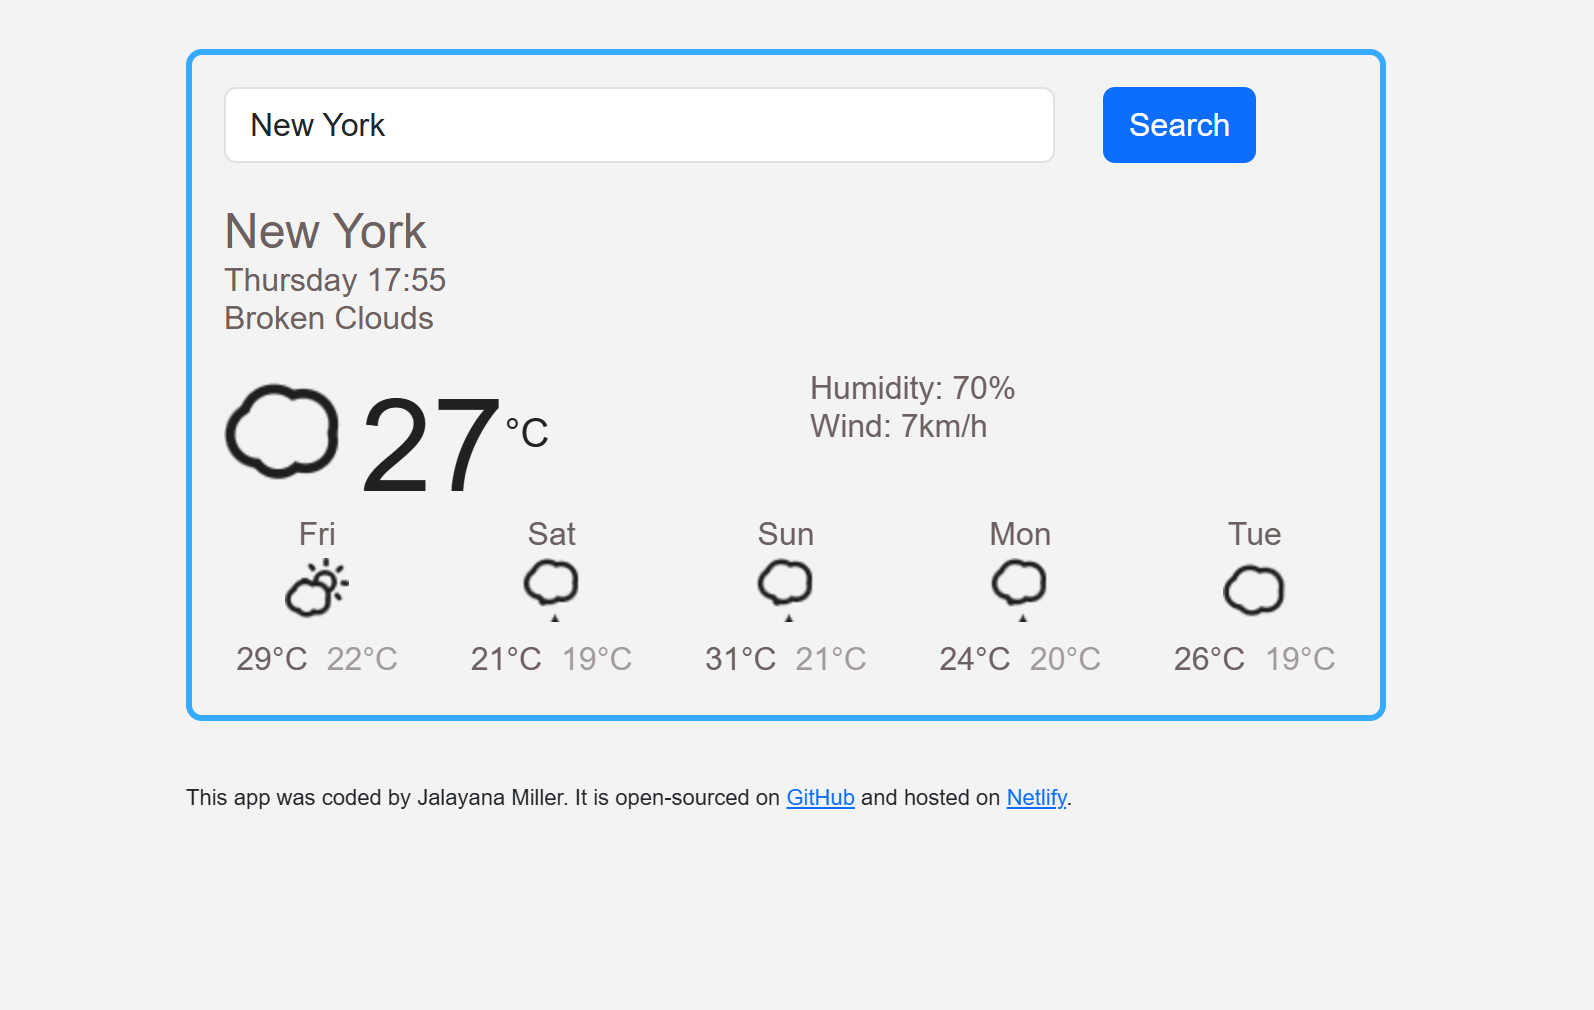 New York
Search
New York
Thursday 17:55
Broken Clouds
27°C
Humidity: 70%
Wind: 7km/h
Fri Sat Sun Mon Tue
29°C 22°C 21°C 19°C 31°C 21°C 24°C 20°C 26°C 19°C
This app was coded by Jalayana Miller. It is open-sourced on GitHub and hosted on Netlify.